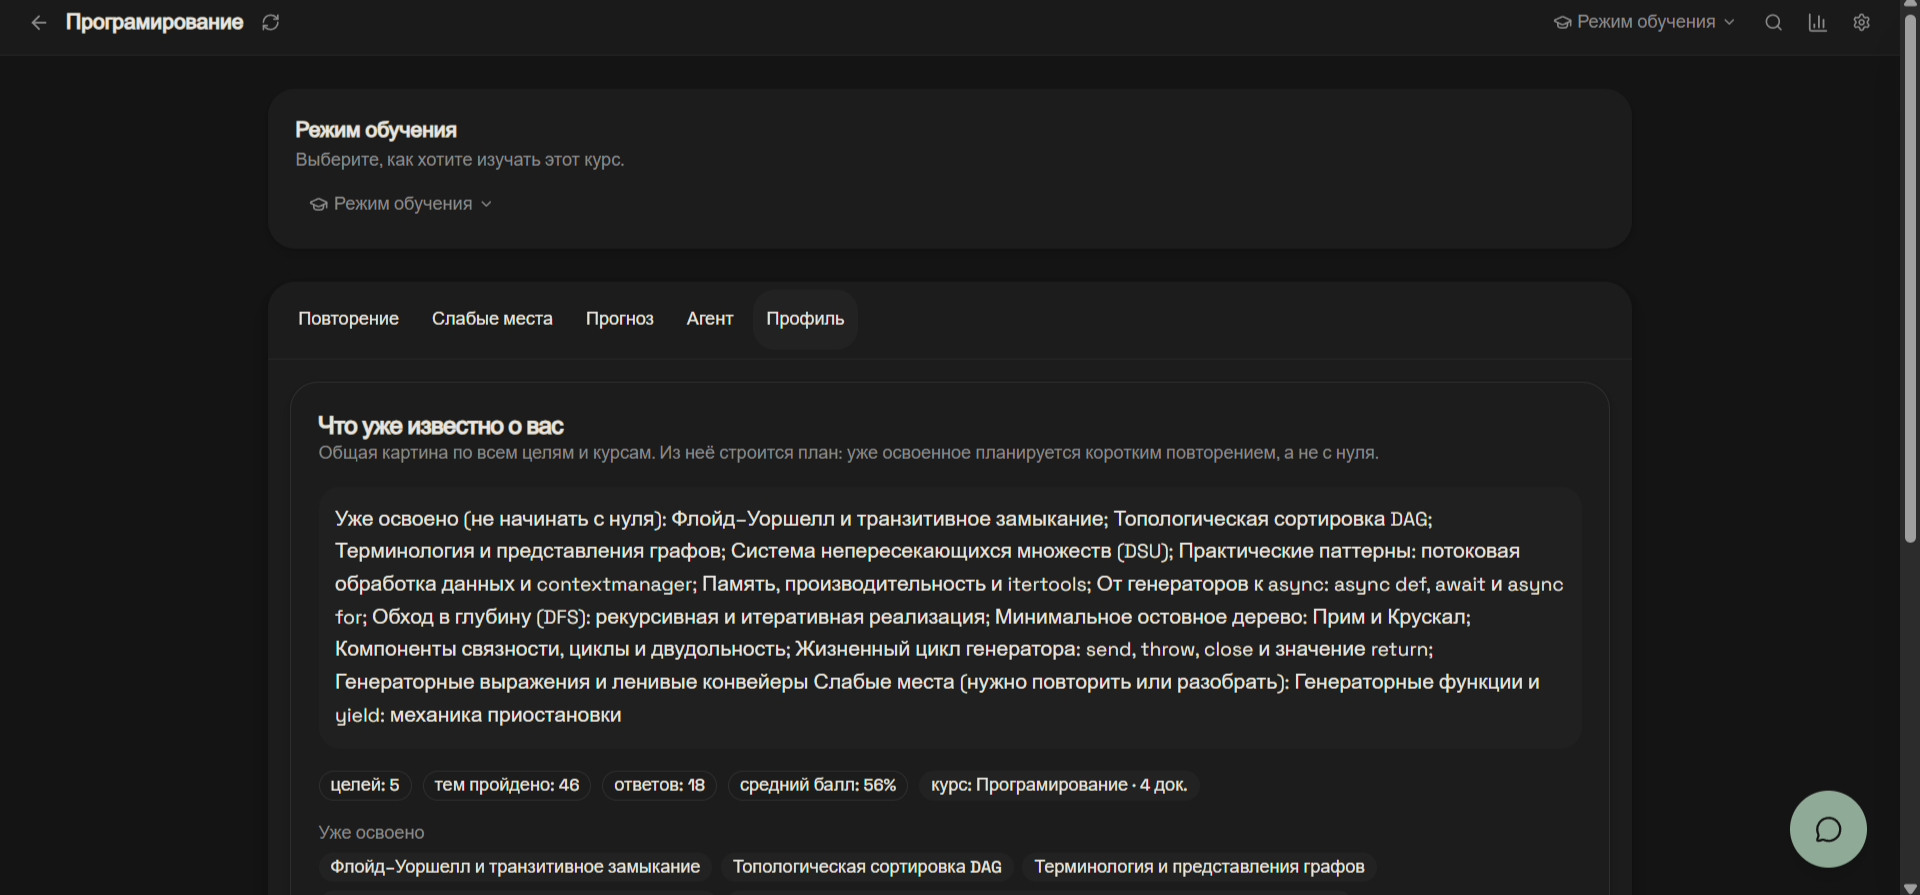 Програмирование
Режим обучения
Режим обучения
Выберите, как хотите изучать этот курс.
Режим обучения
Повторение
Слабые места
Прогноз
Агент
Профиль
Что уже известно о вас
Общая картина по всем целям и курсам. Из неё строится план: уже освоенное планируется коротким повторением, а не с нуля.
Уже освоено (не начинать с нуля): Флойд–Уоршелл и транзитивное замыкание; Топологическая сортировка DAG;
Терминология и представления графов; Система непересекающихся множеств (DSU); Практические паттерны: потоковая
обработка данных и contextmanager; Память, производительность и itertools; От генераторов к async: async def, await и async
for; Обход в глубину (DFS): рекурсивная и итеративная реализация; Минимальное остовное дерево: Прим и Крускал;
Компоненты связности, циклы и двудольность; Жизненный цикл генератора: send, throw, close и значение return;
Генераторные выражения и ленивые конвейеры Слабые места (нужно повторить или разобрать): Генераторные функции и
yield: механика приостановки
целей: 5
тем пройдено: 46
ответов: 18
средний балл: 56%
курс: Програмирование · 4 док.
Уже освоено
Флойд–Уоршелл и транзитивное замыкание
Топологическая сортировка DAG
Терминология и представления графов